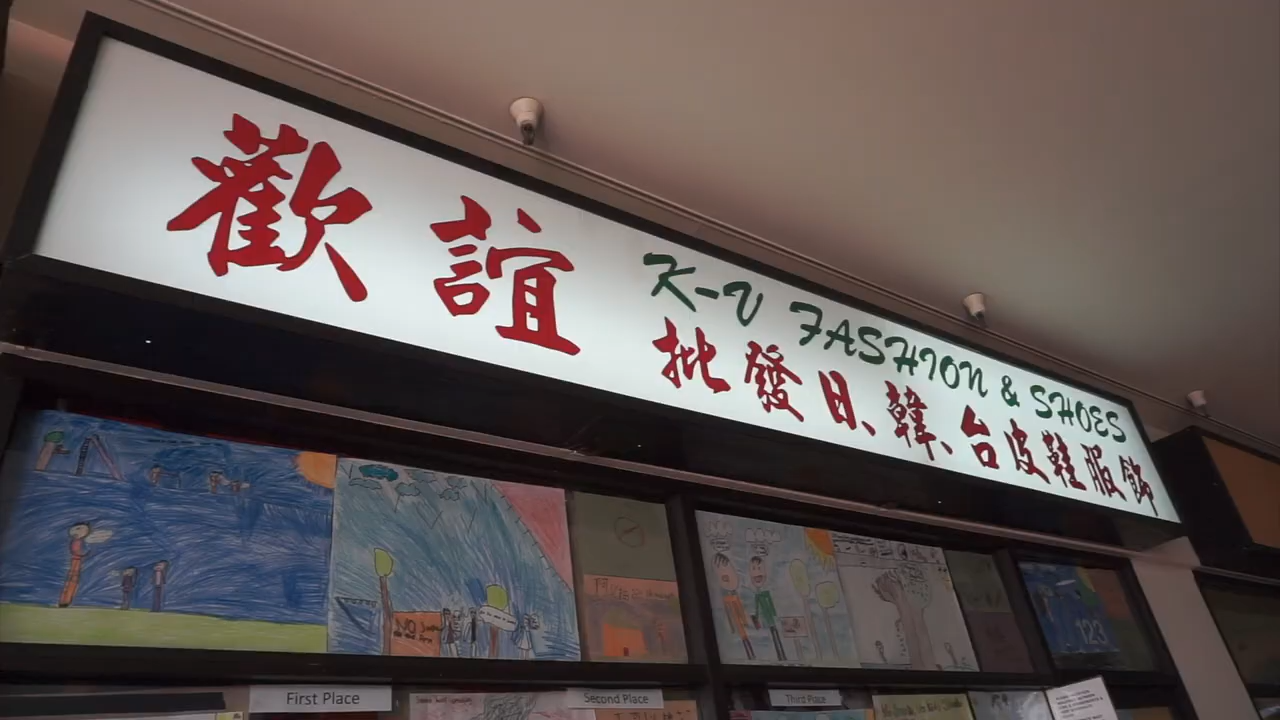 歡誼
K-V FASHION & SHOES
批發日、韓、台皮鞋服飾
NO
123
First Place
Second Place
Third Place